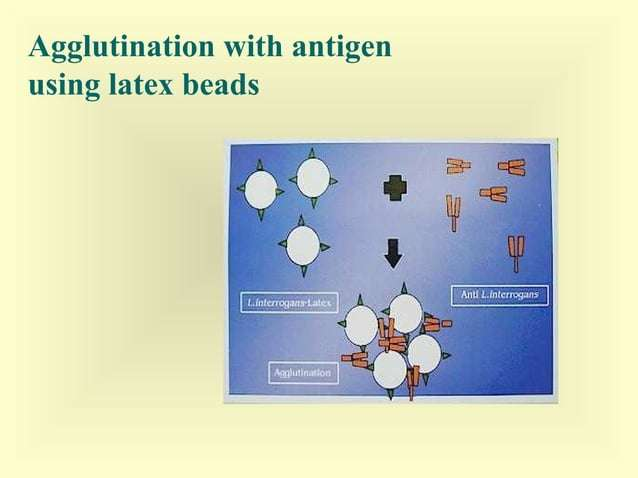 Agglutination with antigen
using latex beads
L.interrogans-Latex
Anti L.interrogans
Agglutination